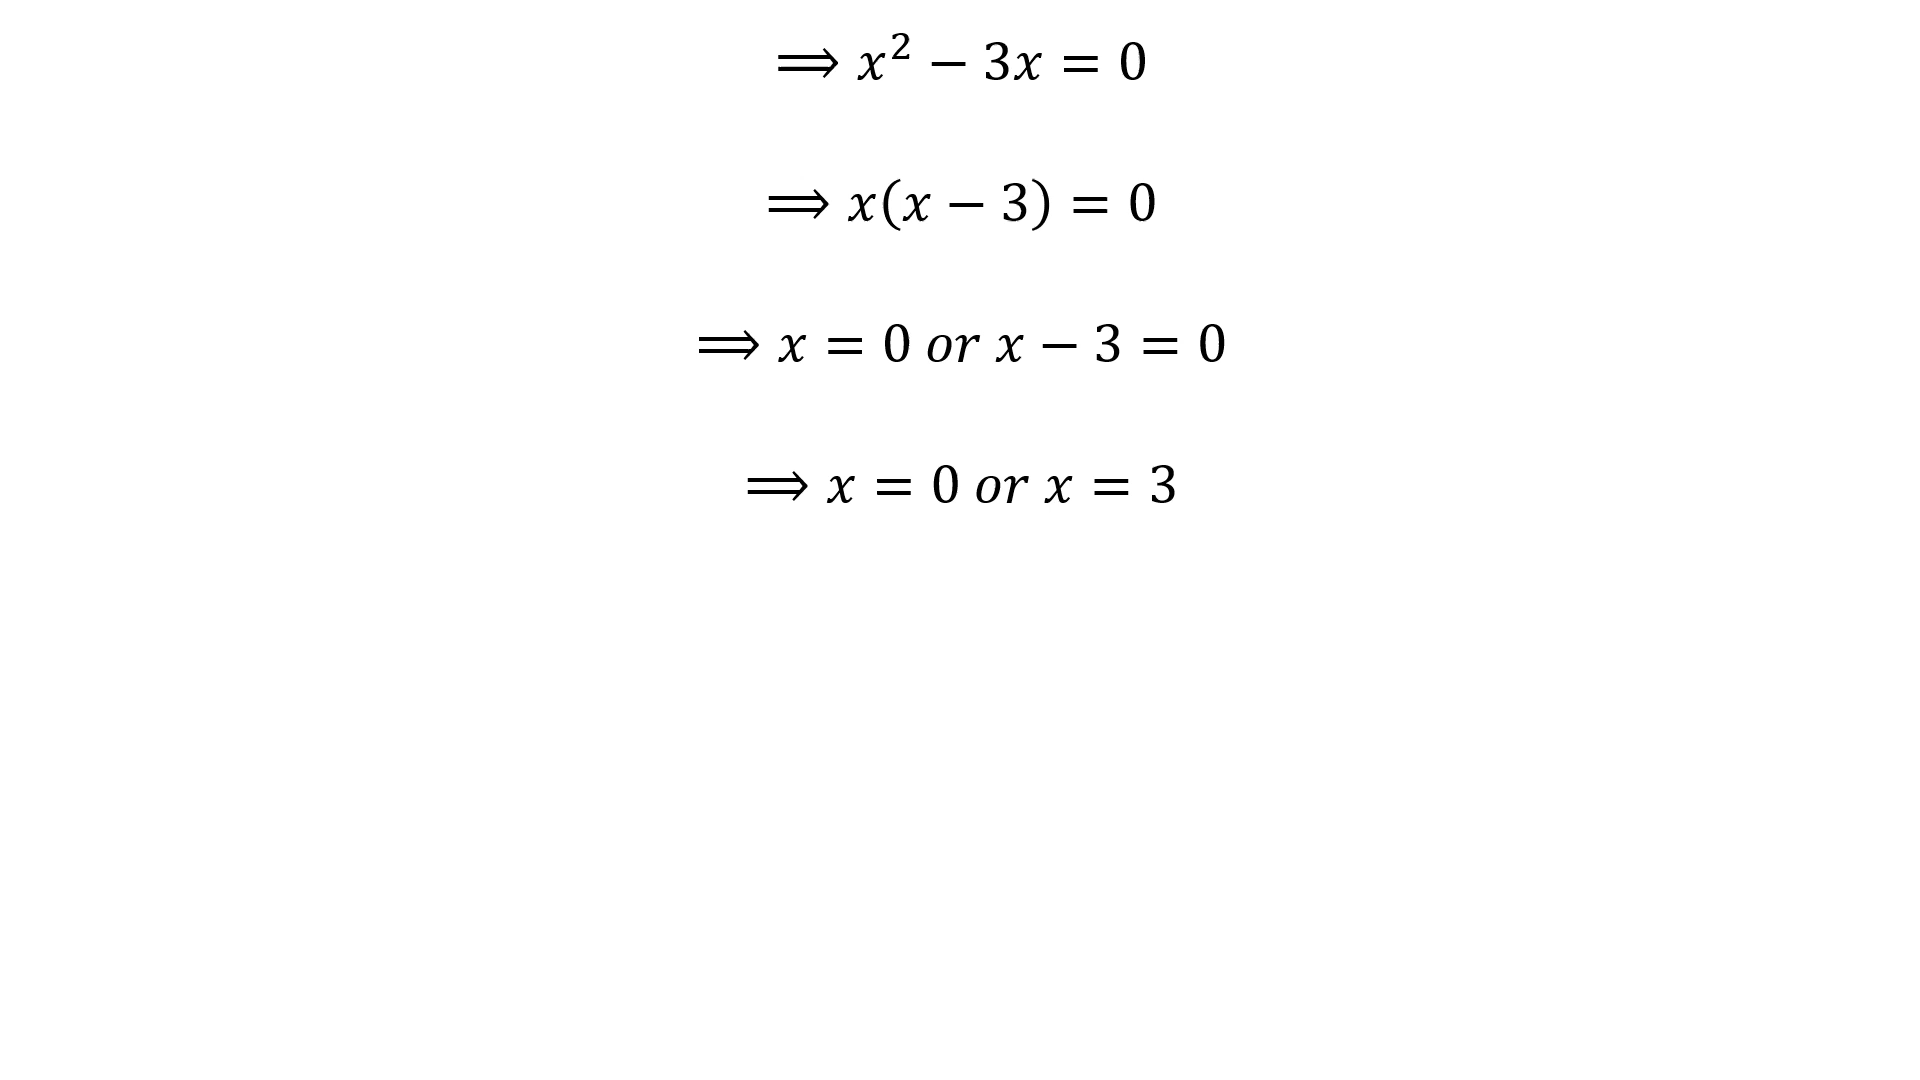 ⟹ x² − 3x = 0
⟹ x(x − 3) = 0
⟹ x = 0 or x − 3 = 0
⟹ x = 0 or x = 3